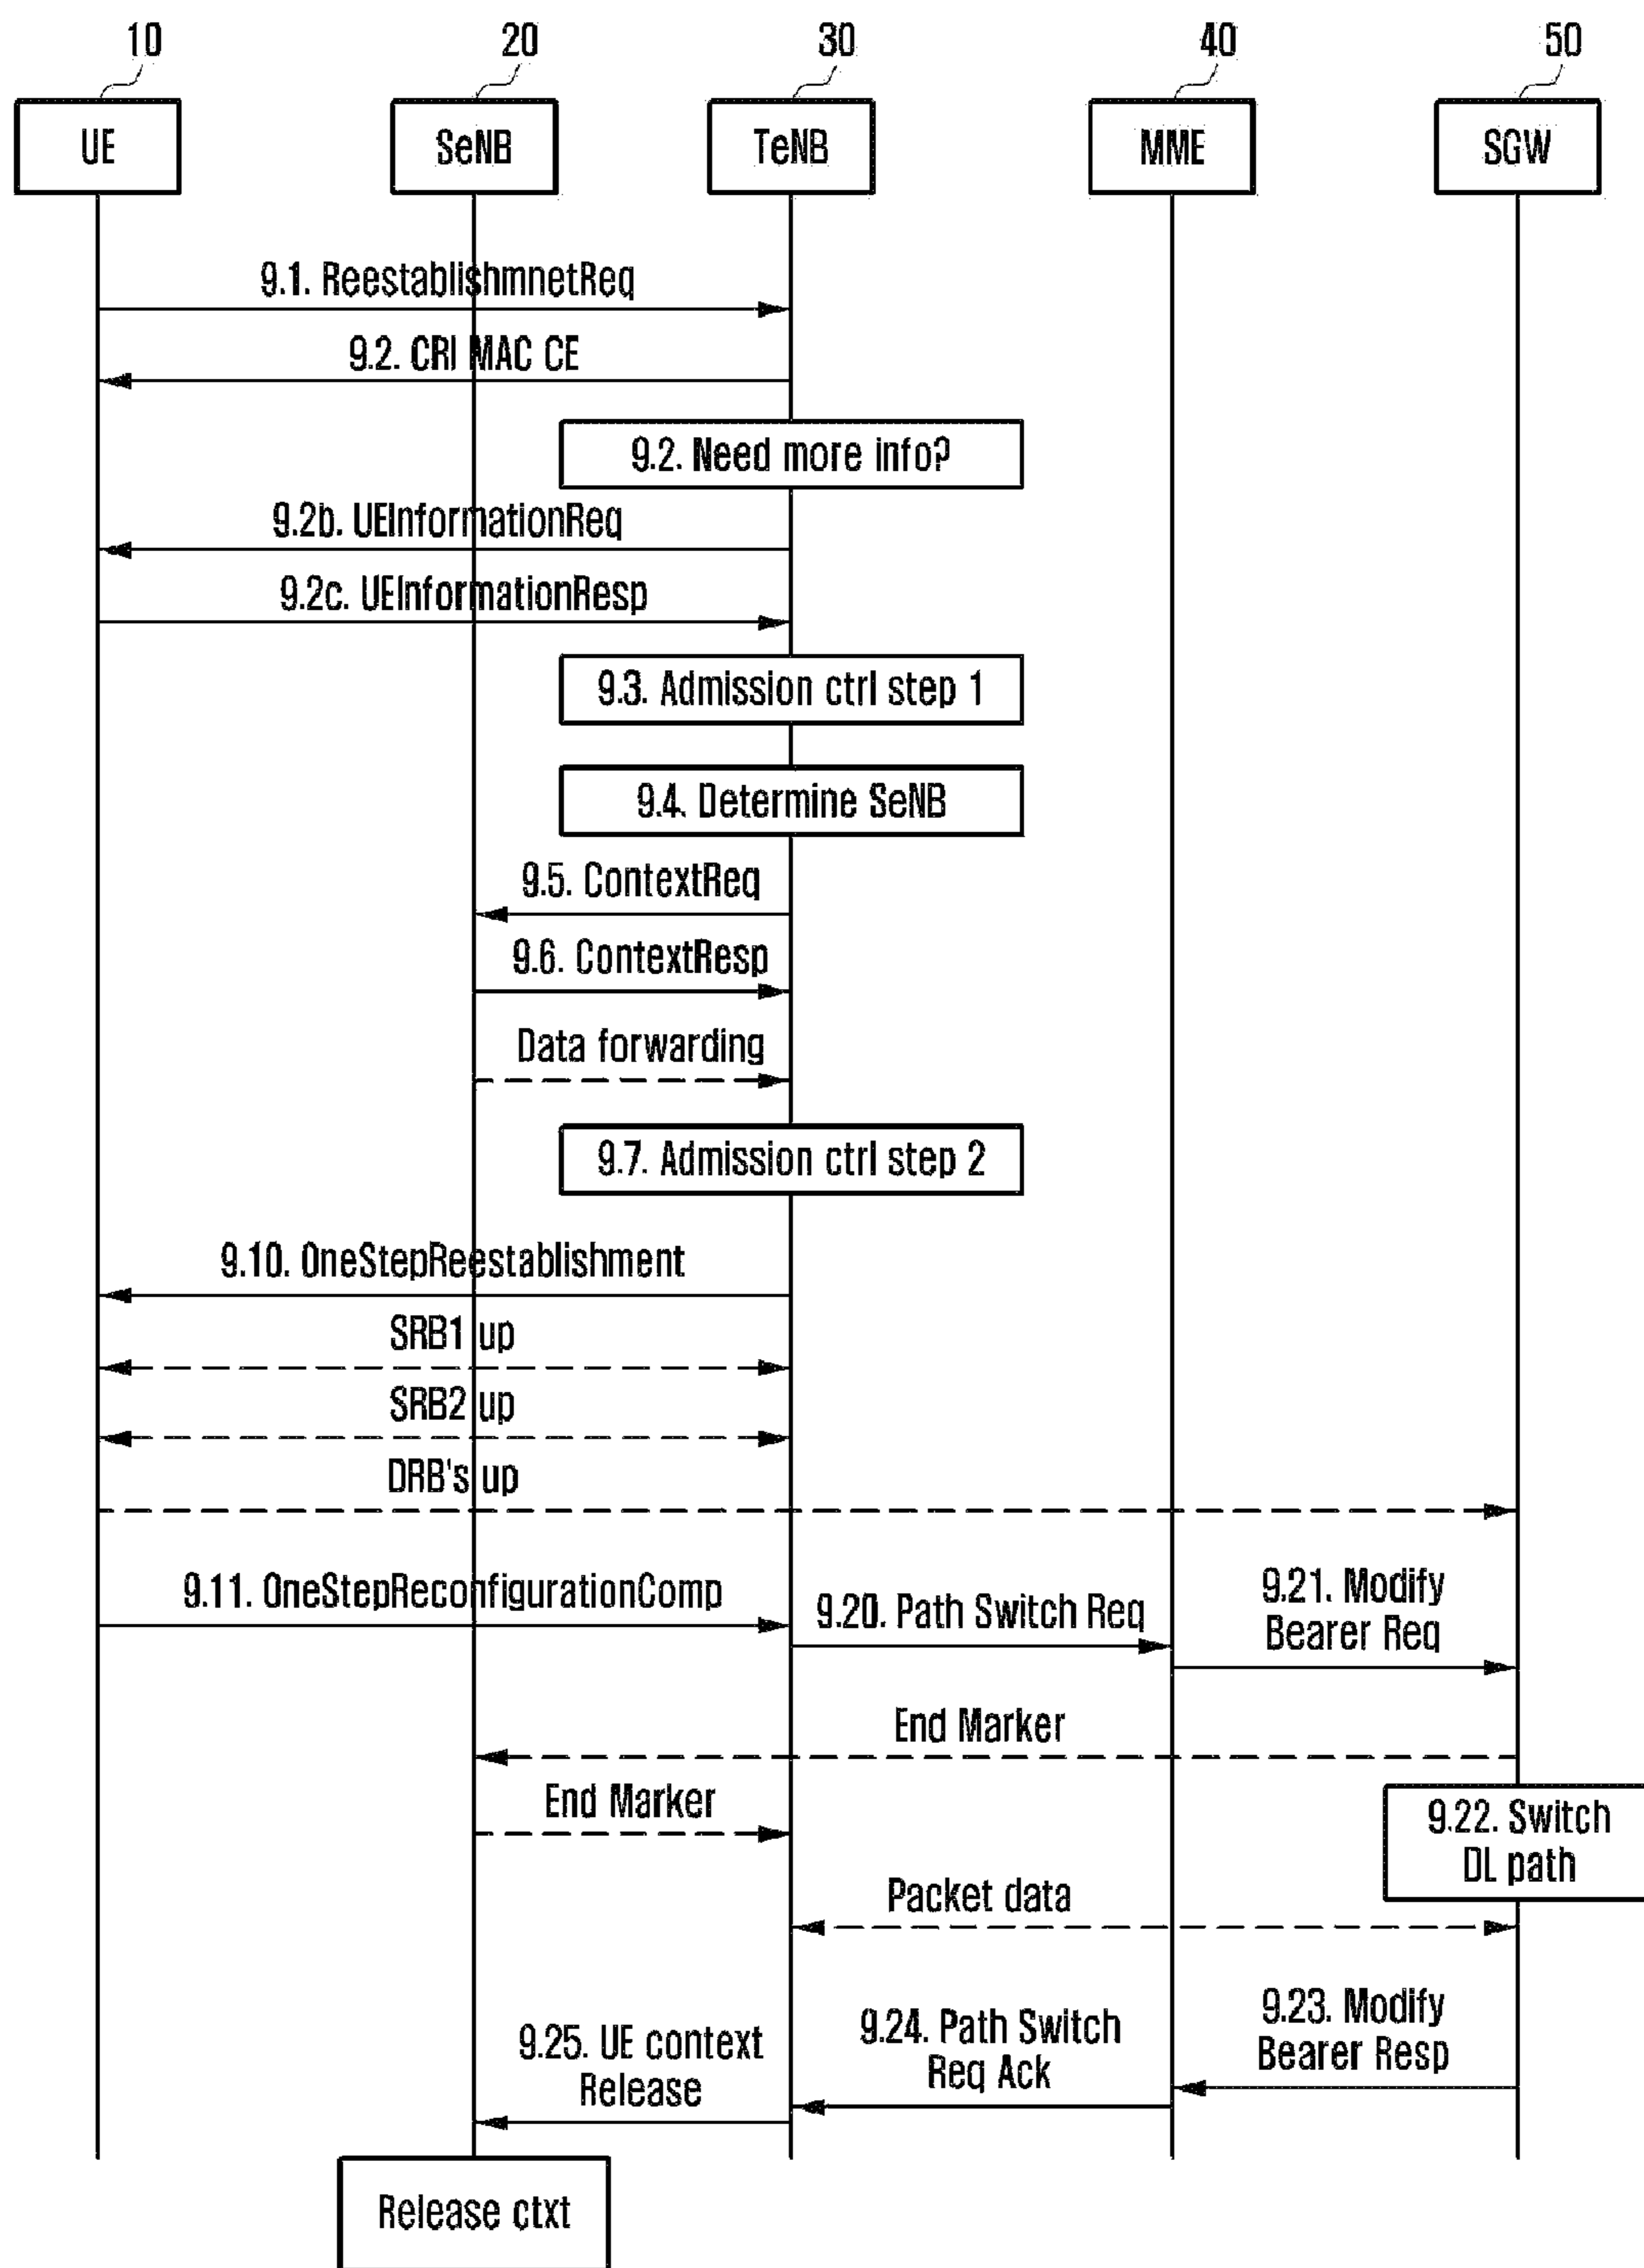 10
20
30
40
50
UE
SeNB
TeNB
MME
SGW
9.1. ReestablishmnetReq
9.2. CRI MAC CE
9.2. Need more info?
9.2b. UEInformationReq
9.2c. UEInformationResp
9.3. Admission ctrl step 1
9.4. Determine SeNB
9.5. ContextReq
9.6. ContextResp
Data forwarding
9.7. Admission ctrl step 2
9.10. OneStepReestablishment
SRB1 up
SRB2 up
DRB's up
9.11. OneStepReconfigurationComp
9.20. Path Switch Req
9.21. Modify
Bearer Req
End Marker
End Marker
9.22. Switch
DL path
Packet data
9.23. Modify
Bearer Resp
9.24. Path Switch
Req Ack
9.25. UE context
Release
Release ctxt